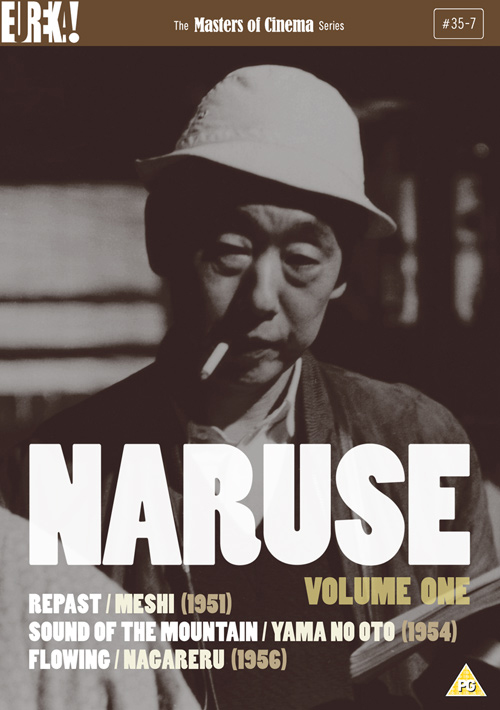 EUREKA!
The Masters of Cinema Series
#35-7
NARUSE
VOLUME ONE
REPAST / MESHI (1951)
SOUND OF THE MOUNTAIN / YAMA NO OTO (1954)
FLOWING / NAGARERU (1956)
PG